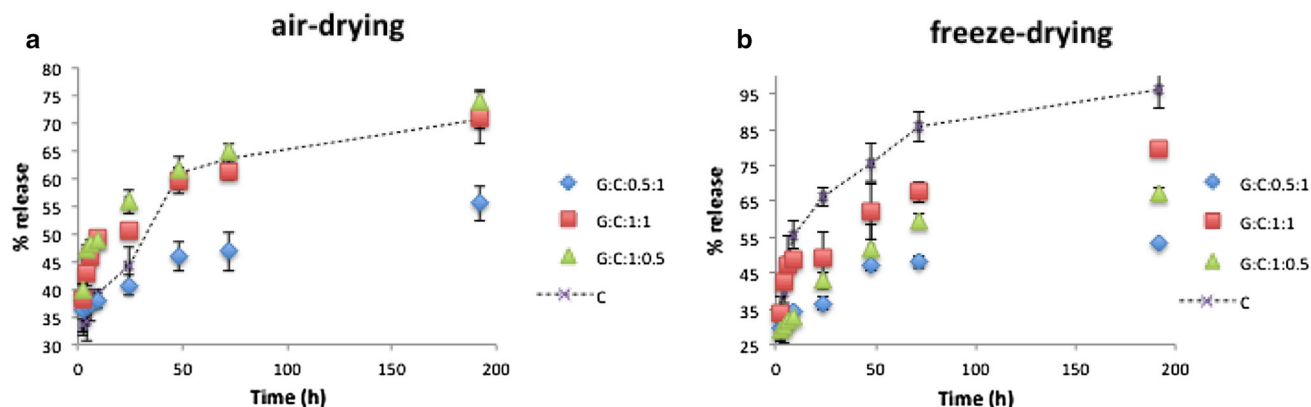 a
air-drying
80
75
70
65
60
55
50
45
40
35
30
% release
0
50
100
150
200
Time (h)
G:C:0.5:1
G:C:1:1
G:C:1:0.5
C
b
freeze-drying
95
85
75
65
55
45
35
25
% release
0
50
100
150
200
Time (h)
G:C:0.5:1
G:C:1:1
G:C:1:0.5
C